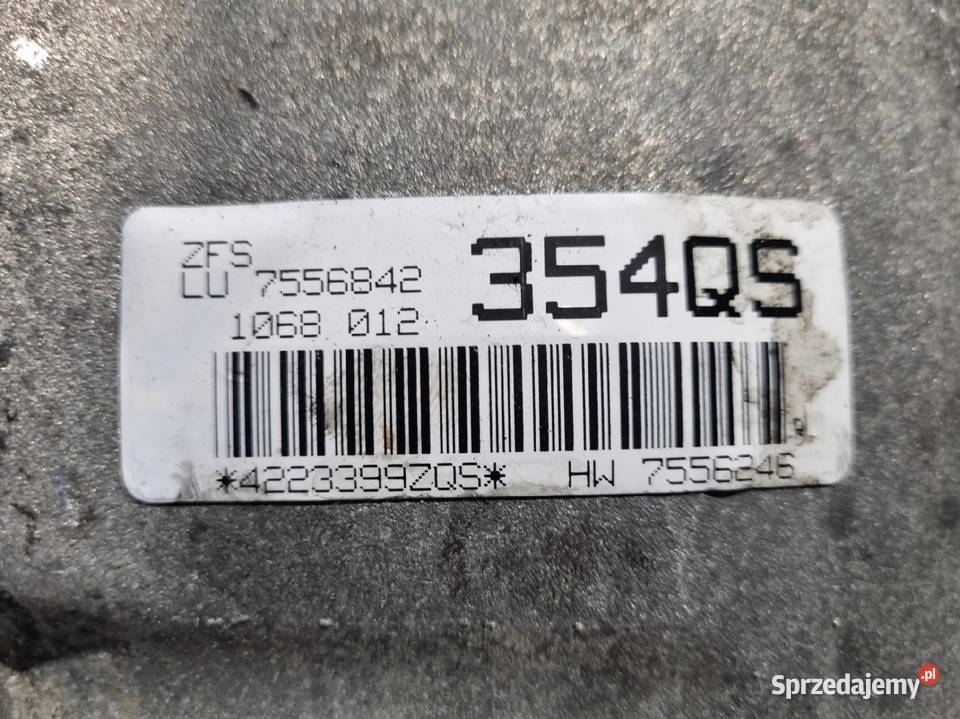 ZFS
LU 7556842
354QS
1068 012
*4223399ZQS* HW 7556246
Sprzedajemy.pl